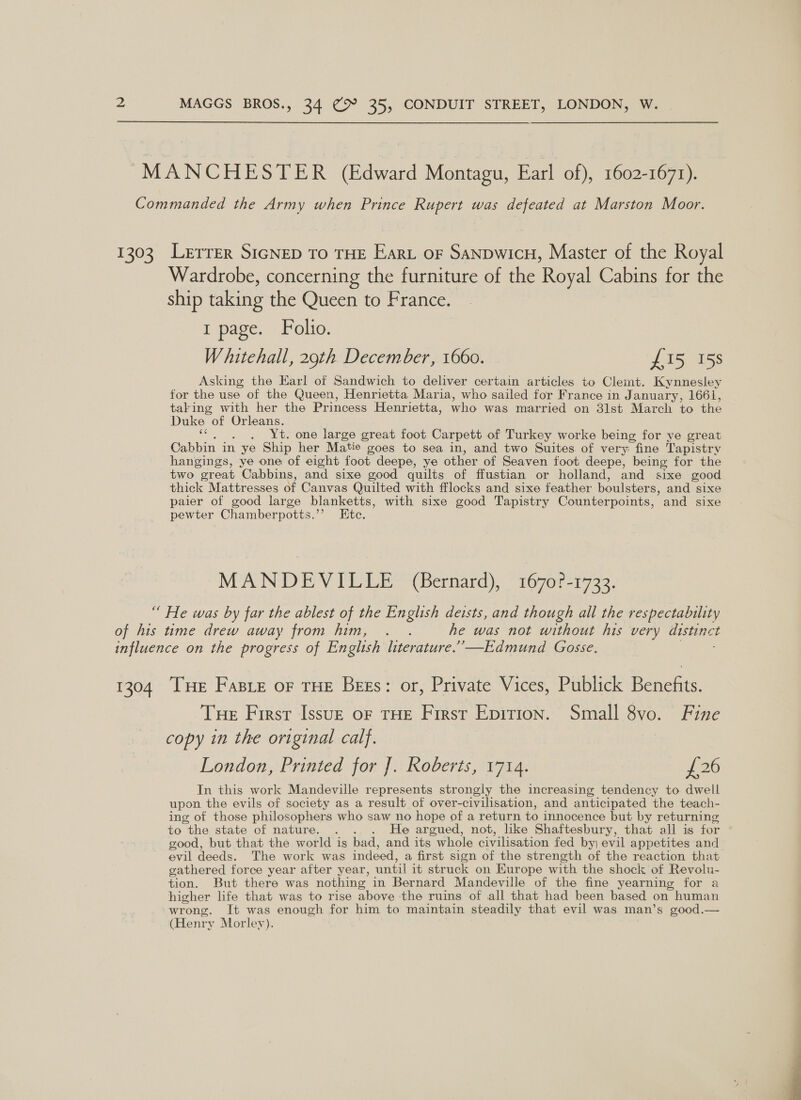 2 MAGGS BROS., 34 & 35, CONDUIT STREET, LONDON, W.
MANCHESTER (Edward Montagu, Earl of), 1602-1671).
Commanded the Army when Prince Rupert was defeated at Marston Moor.
1303 LETTER SIGNED TO THE EARL OF SANDWICH, Master of the Royal
Wardrobe, concerning the furniture of the Royal Cabins for the
ship taking the Queen to France.
1 page. Folio.
Whitehall, 29th December, 1660. £15 15s
Asking the Earl of Sandwich to deliver certain articles to Clemt. Kynnesley
for the use of the Queen, Henrietta Maria, who sailed for France in January, 1661,
taking with her the Princess Henrietta, who was married on 31st March to the
Duke of Orleans.
“. . . Yt. one large great foot Carpett of Turkey worke being for ye great
Cabbin in ye Ship her Matie goes to sea in, and two Suites of very fine Tapistry
hangings, ye one of eight foot deepe, ye other of Seaven foot deepe, being for the
two great Cabbins, and sixe good quilts of ffustian or holland, and sixe good
thick Mattresses of Canvas Quilted with fflocks and sixe feather boulsters, and sixe
paier of good large blanketts, with sixe good Tapistry Counterpoints, and sixe
pewter Chamberpotts.” Etc.
MANDEVILLE (Bernard), 1670?-1733.
“He was by far the ablest of the English deists, and though all the respectability
of his time drew away from him, . . he was not without his very distinct
influence on the progress of English literature.”—Edmund Gosse.
1304 THE FABLE OF THE BEES: or, Private Vices, Publick Benefits.
THE FIRST ISSUE OF THE FIRST EDITION. Small 8vo. Fine
copy in the original calf.
London, Printed for J. Roberts, 1714. £26
In this work Mandeville represents strongly the increasing tendency to dwell
upon the evils of society as a result of over-civilisation, and anticipated the teach-
ing of those philosophers who saw no hope of a return to innocence but by returning
to the state of nature. . . . He argued, not, like Shaftesbury, that all is for
good, but that the world is bad, and its whole civilisation fed by evil appetites and
evil deeds. The work was indeed, a first sign of the strength of the reaction that
gathered force year after year, until it struck on Europe with the shock of Revolu-
tion. But there was nothing in Bernard Mandeville of the fine yearning for a
higher life that was to rise above the ruins of all that had been based on human
wrong. It was enough for him to maintain steadily that evil was man's good.—
(Henry Morley).